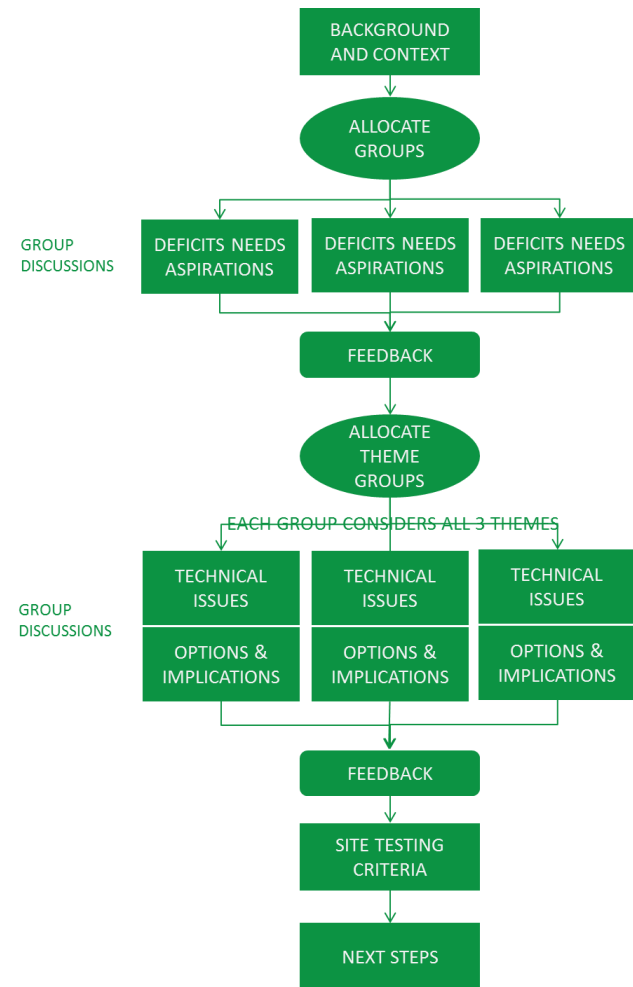 BACKGROUND
AND CONTEXT
ALLOCATE
GROUPS
GROUP
DISCUSSIONS
DEFICITS NEEDS
ASPIRATIONS
DEFICITS NEEDS
ASPIRATIONS
DEFICITS NEEDS
ASPIRATIONS
FEEDBACK
ALLOCATE
THEME
GROUPS
EACH GROUP CONSIDERS ALL 3 THEMES
GROUP
DISCUSSIONS
TECHNICAL
ISSUES
OPTIONS &
IMPLICATIONS
TECHNICAL
ISSUES
OPTIONS &
IMPLICATIONS
TECHNICAL
ISSUES
OPTIONS &
IMPLICATIONS
FEEDBACK
SITE TESTING
CRITERIA
NEXT STEPS